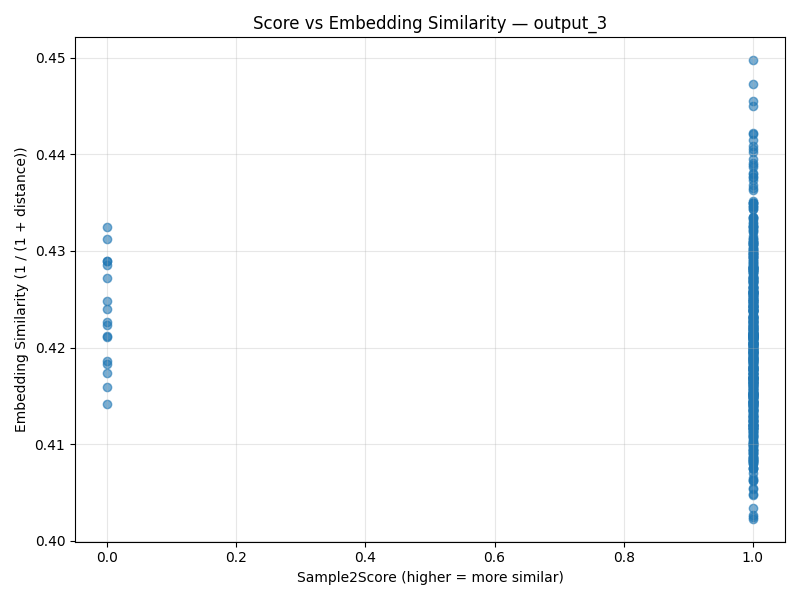 Score vs Embedding Similarity — output_3
Embedding Similarity (1 / (1 + distance))
0.45
0.44
0.43
0.42
0.41
0.40
0.0 0.2 0.4 0.6 0.8 1.0
Sample2Score (higher = more similar)